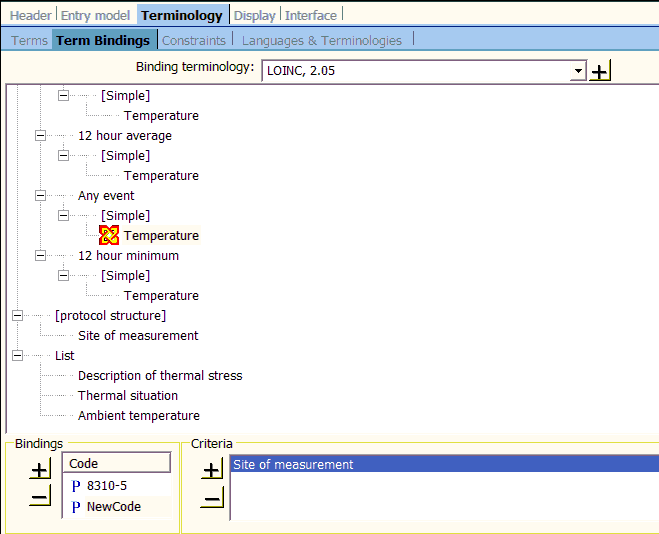 Header Entry model Terminology Display Interface
Terms Term Bindings Constraints Languages & Terminologies
Binding terminology: LOINC, 2.05
[Simple]
Temperature
12 hour average
[Simple]
Temperature
Any event
[Simple]
Temperature
12 hour minimum
[Simple]
Temperature
[protocol structure]
Site of measurement
List
Description of thermal stress
Thermal situation
Ambient temperature
Bindings Criteria
Code
Site of measurement
P 8310-5
P NewCode